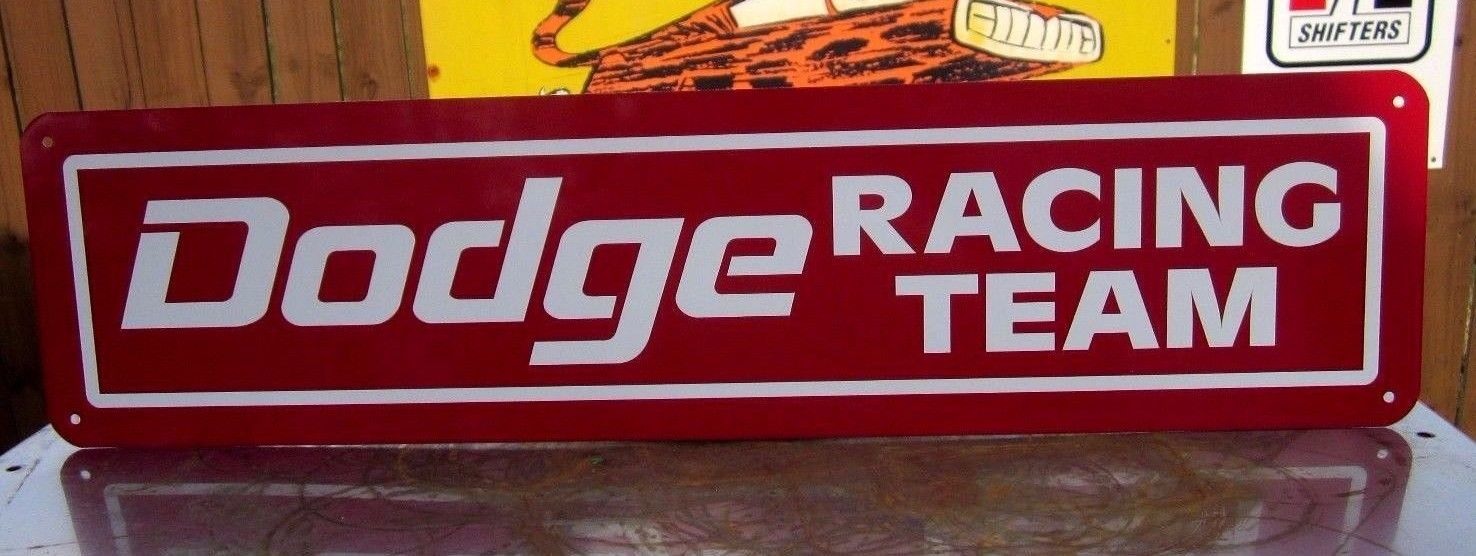 SHIFTERS
Dodge RACING
TEAM